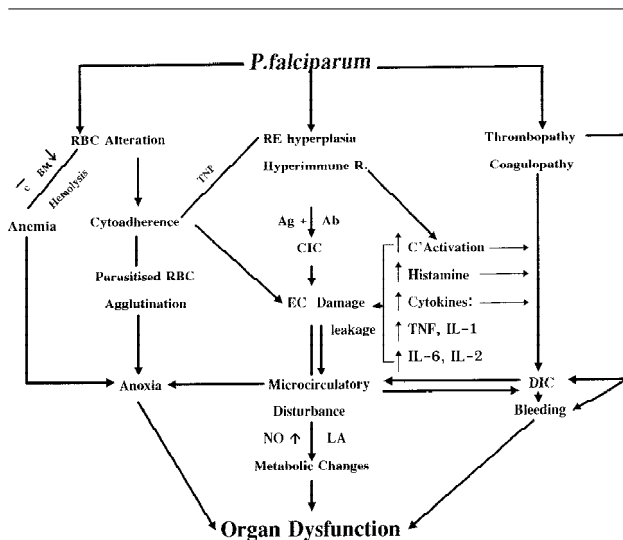 P.falciparum
RBC Alteration
RE hyperplasia
Hyperimmune R.
Thrombopathy
Coagulopathy
c̄ BM↓
Hemolysis
TNF
Anemia
Cytoadherence
Ag + Ab
CIC
↑ C'Activation
↑ Histamine
↑ Cytokines:
↑ TNF, IL-1
↑ IL-6, IL-2
Parasitised RBC
Agglutination
EC Damage
leakage
Anoxia
Microcirculatory
Disturbance
DIC
Bleeding
NO ↑ LA
Metabolic Changes
Organ Dysfunction